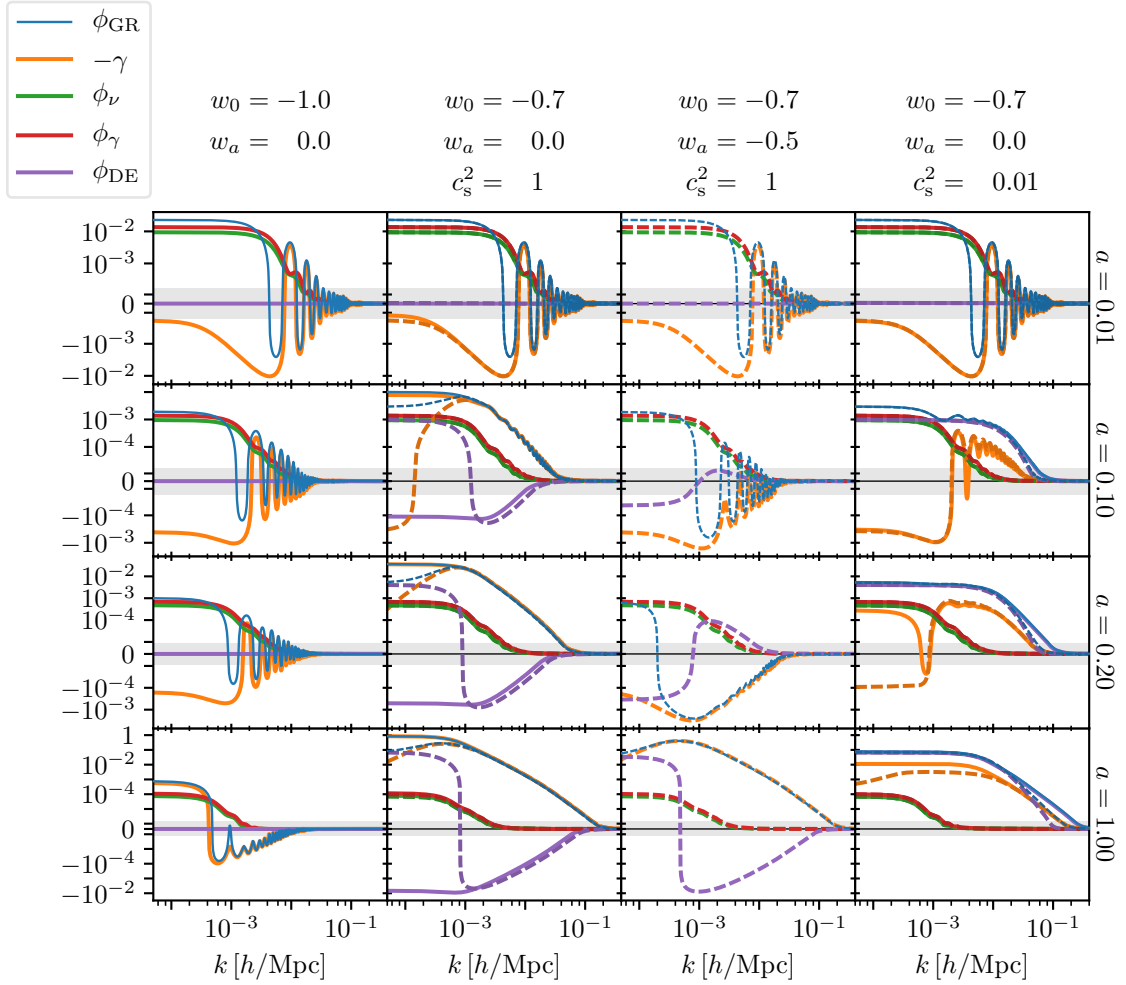 ϕ_GR
−γ
ϕ_ν
ϕ_γ
ϕ_DE
w_0 = −1.0
w_a = 0.0
w_0 = −0.7
w_a = 0.0
c_s^2 = 1
w_0 = −0.7
w_a = −0.5
c_s^2 = 1
w_0 = −0.7
w_a = 0.0
c_s^2 = 0.01
10^−2
10^−3
0
−10^−3
−10^−2
a = 0.01
10^−3
10^−4
0
−10^−4
−10^−3
a = 0.10
10^−2
10^−3
10^−4
0
−10^−4
−10^−3
a = 0.20
1
10^−2
10^−4
0
−10^−4
−10^−2
a = 1.00
10^−3 10^−1
10^−3 10^−1
10^−3 10^−1
10^−3 10^−1
k [h/Mpc]
k [h/Mpc]
k [h/Mpc]
k [h/Mpc]